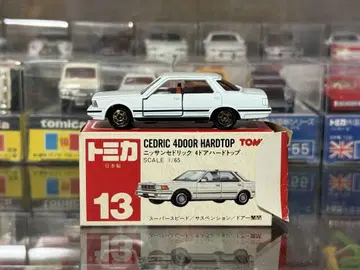 トミカ
日本製
13
CEDRIC 4DOOR HARDTOP TOMY
ニッサンセドリック 4ドアハードトップ
SCALE 1/65
スーパースピード/サスペンション/ドア開閉
tomica
55